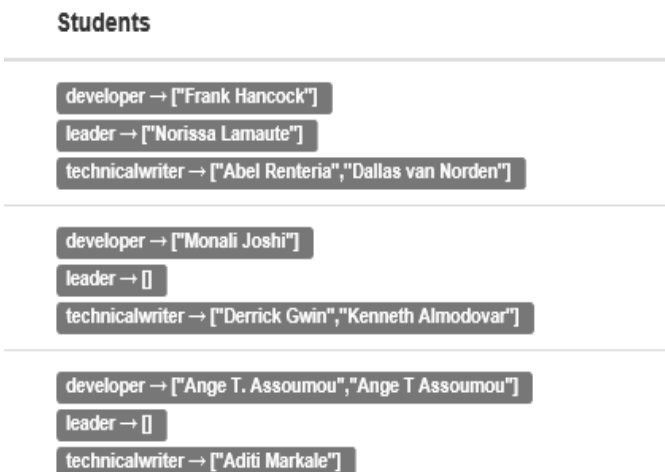 Students
developer → ["Frank Hancock"]
leader → ["Norissa Lamaute"]
technicalwriter → ["Abel Renteria","Dallas van Norden"]
developer → ["Monali Joshi"]
leader → []
technicalwriter → ["Derrick Gwin","Kenneth Almodovar"]
developer → ["Ange T. Assoumou","Ange T Assoumou"]
leader → []
technicalwriter → ["Aditi Markale"]